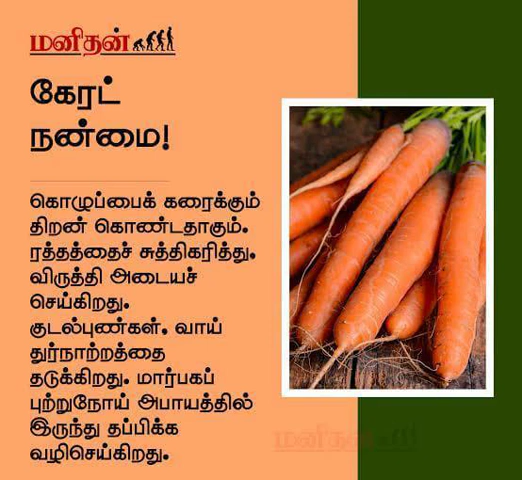 மனிதன்
கேரட்
நன்மை!
கொழுப்பைக் கரைக்கும்
திறன் கொண்டதாகும்.
ரத்தத்தைச் சுத்திகரித்து.
விருத்தி அடையச்
செய்கிறது.
குடல்புண்கள். வாய்
துர்நாற்றத்தை
தடுக்கிறது. மார்பகப்
புற்றுநோய் அபாயத்தில்
இருந்து தப்பிக்க
வழிசெய்கிறது.
மனிதன்